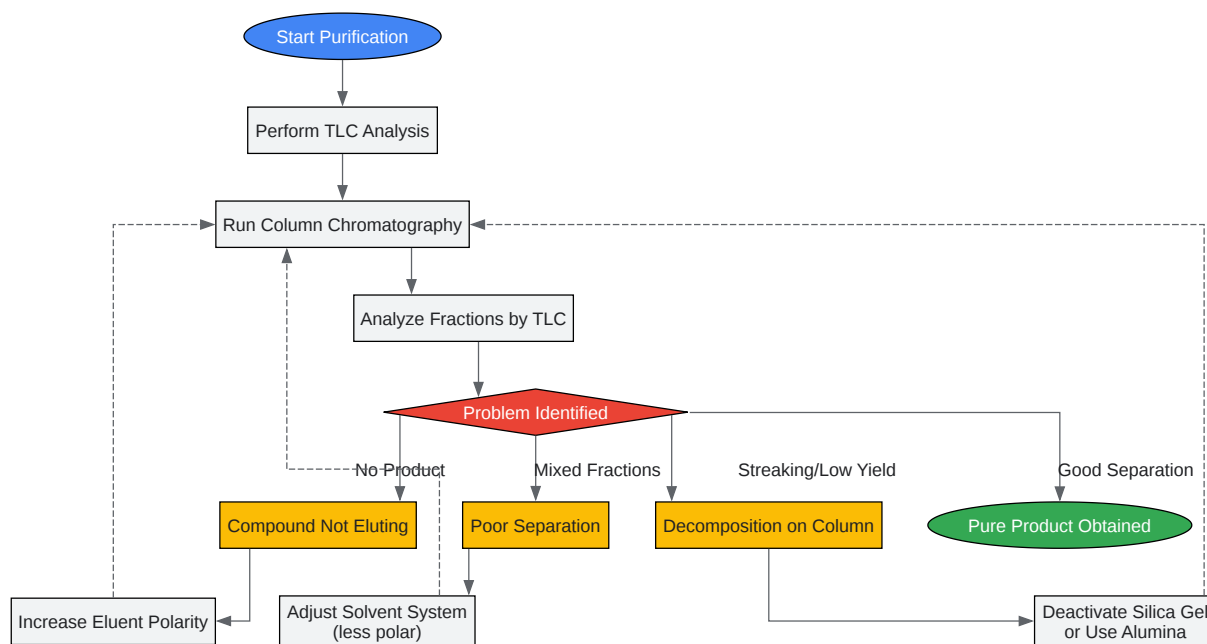 Start Purification
Perform TLC Analysis
Run Column Chromatography
Analyze Fractions by TLC
Problem Identified
No Product
Mixed Fractions
Streaking/Low Yield
Good Separation
Compound Not Eluting
Poor Separation
Decomposition on Column
Pure Product Obtained
Increase Eluent Polarity
Adjust Solvent System
(less polar)
Deactivate Silica Gel
or Use Alumina